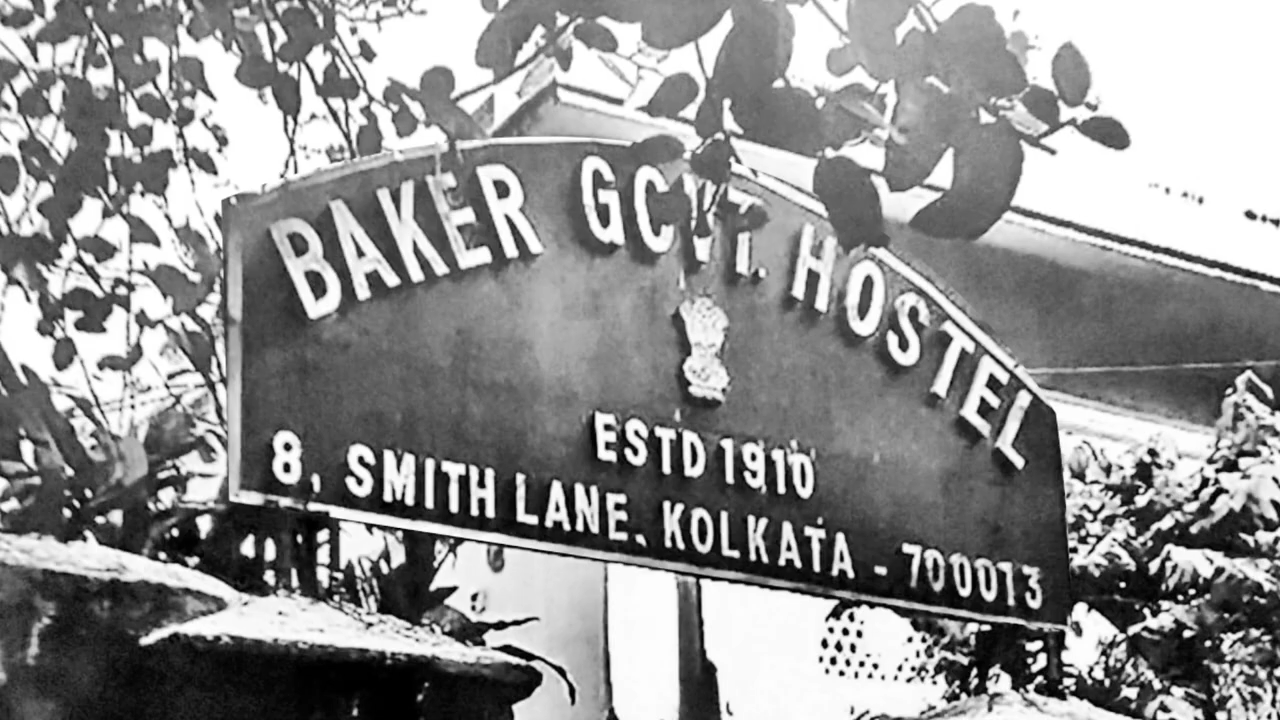 BAKER GOVT. HOSTEL
ESTD 1910
8, SMITH LANE. KOLKATA - 700013